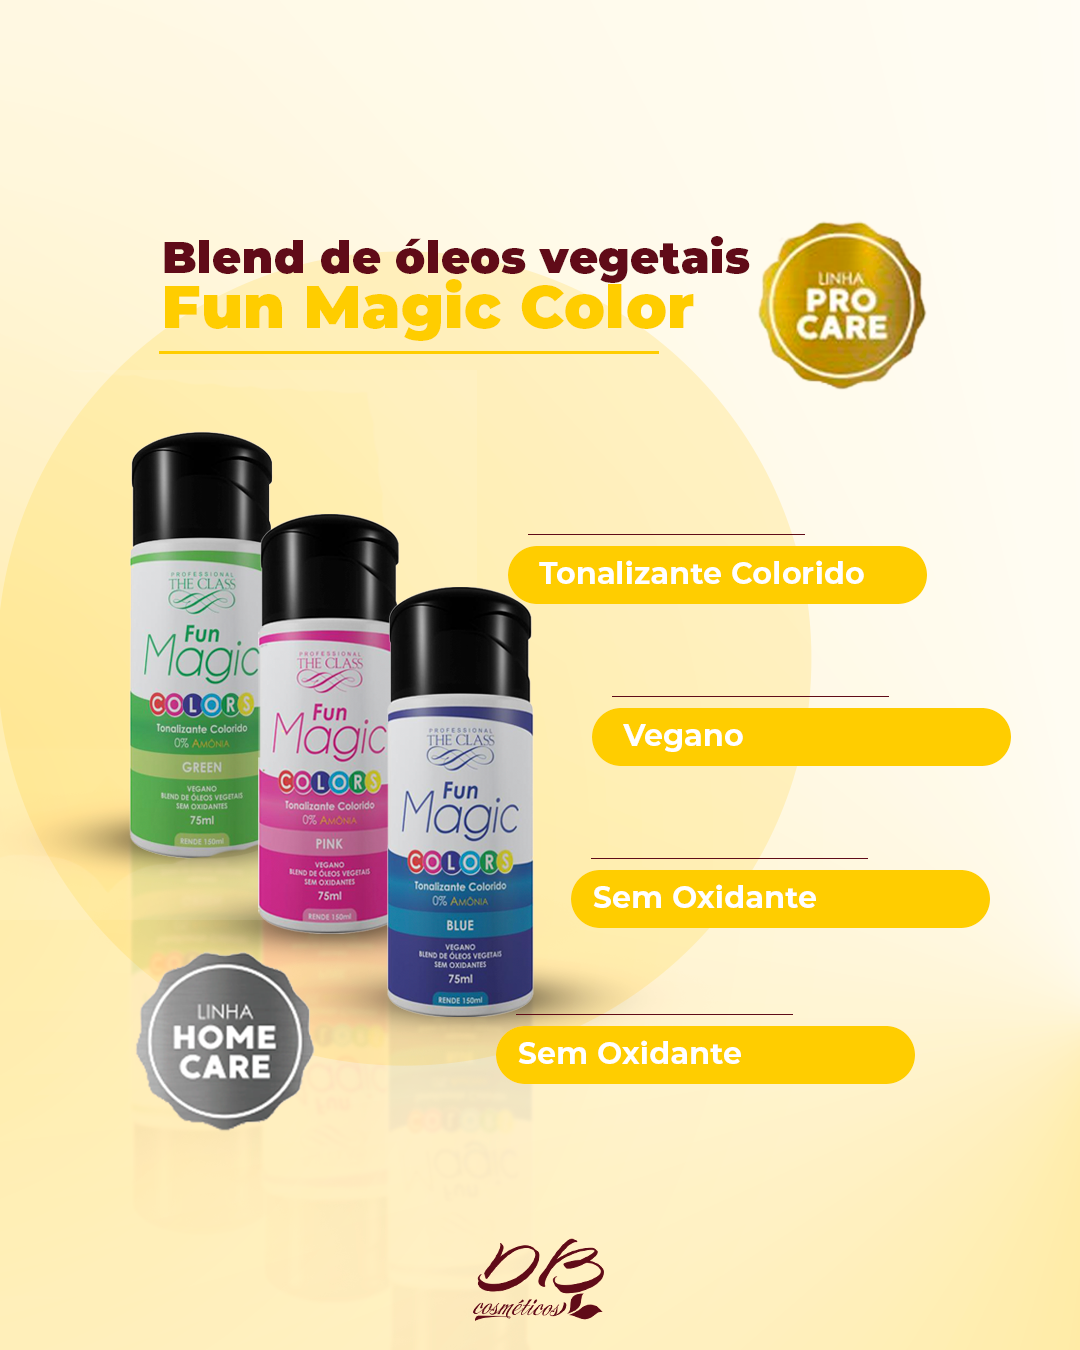 Blend de óleos vegetais
Fun Magic Color
LINHA
PRO
CARE
PROFESSIONAL
THE CLASS
Fun
Magic
COLORS
Tonalizante Colorido
0% AMÔNIA
GREEN
VEGANO
BLEND DE ÓLEOS VEGETAIS
SEM OXIDANTES
75ml
RENDE 150ml
PROFESSIONAL
THE CLASS
Fun
Magic
COLORS
Tonalizante Colorido
0% AMÔNIA
PINK
VEGANO
BLEND DE ÓLEOS VEGETAIS
SEM OXIDANTES
75ml
RENDE 150ml
PROFESSIONAL
THE CLASS
Fun
Magic
COLORS
Tonalizante Colorido
0% AMÔNIA
BLUE
VEGANO
BLEND DE ÓLEOS VEGETAIS
SEM OXIDANTES
75ml
RENDE 150ml
Tonalizante Colorido
Vegano
Sem Oxidante
Sem Oxidante
LINHA
HOME
CARE
DB
cosméticos